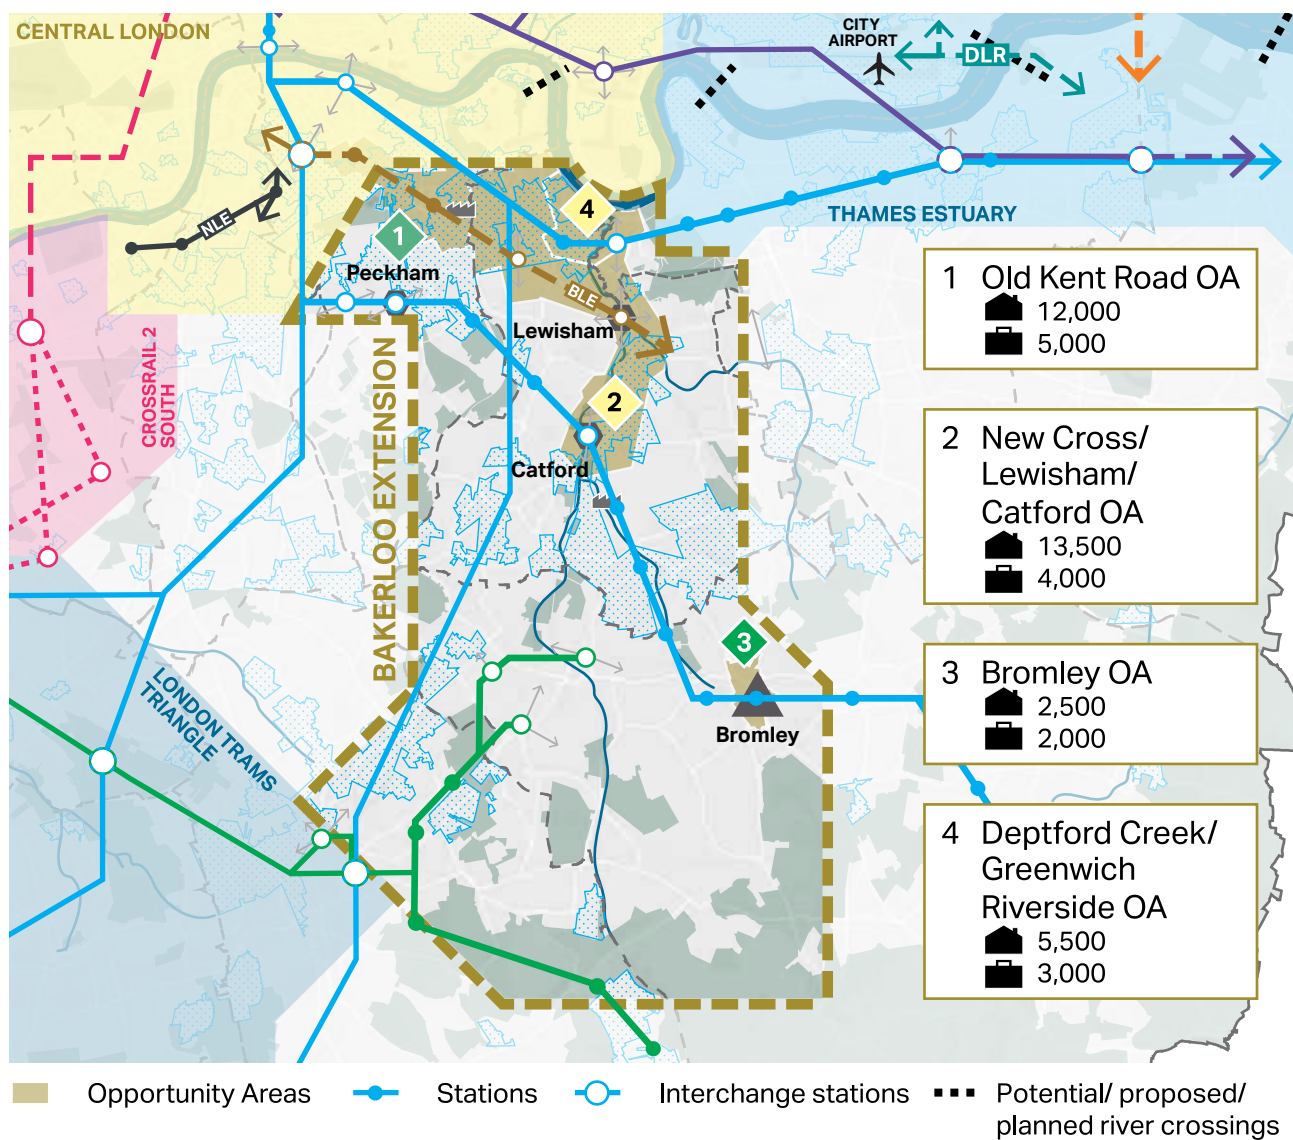 CENTRAL LONDON
CITY
AIRPORT
DLR
NLE
4
THAMES ESTUARY
1
Peckham
BLE
Lewisham
CROSSRAIL 2
SOUTH
BAKERLOO EXTENSION
2
Catford
3
Bromley
LONDON TRAMS
TRIANGLE
1 Old Kent Road OA
12,000
5,000
2 New Cross/
Lewisham/
Catford OA
13,500
4,000
3 Bromley OA
2,500
2,000
4 Deptford Creek/
Greenwich
Riverside OA
5,500
3,000
Opportunity Areas
Stations
Interchange stations
Potential/ proposed/
planned river crossings